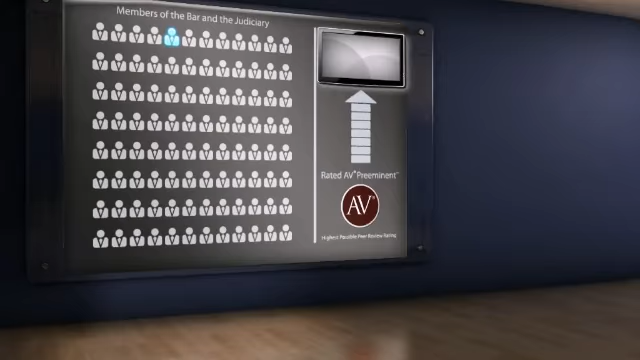 Members of the Bar and the Judiciary
Rated AV® Preeminent™
AV®
Highest Possible Peer Review Rating